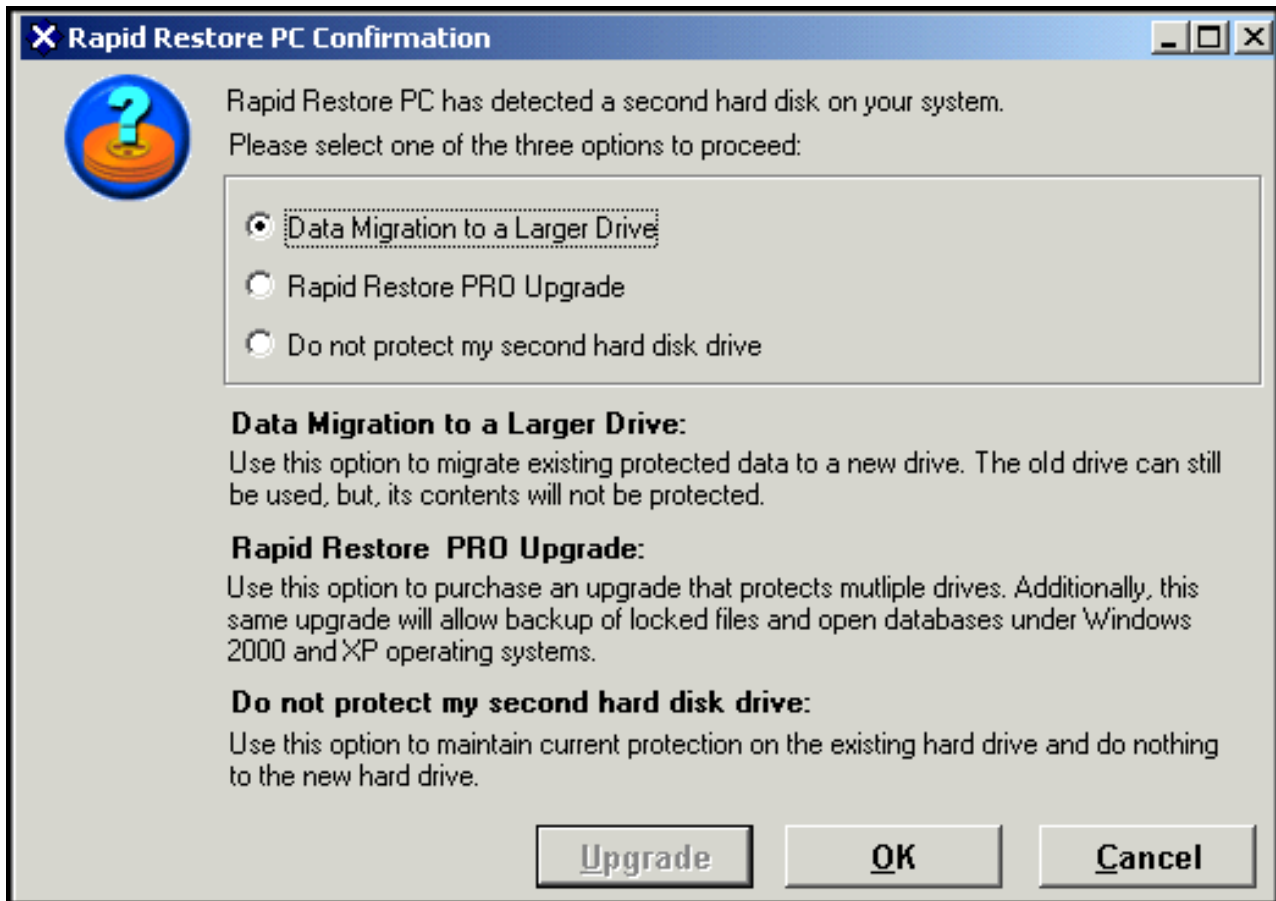 Rapid Restore PC Confirmation
Rapid Restore PC has detected a second hard disk on your system.
Please select one of the three options to proceed:
Data Migration to a Larger Drive
Rapid Restore PRO Upgrade
Do not protect my second hard disk drive
Data Migration to a Larger Drive:
Use this option to migrate existing protected data to a new drive. The old drive can still
be used, but, its contents will not be protected.
Rapid Restore PRO Upgrade:
Use this option to purchase an upgrade that protects mutliple drives. Additionally, this
same upgrade will allow backup of locked files and open databases under Windows
2000 and XP operating systems.
Do not protect my second hard disk drive:
Use this option to maintain current protection on the existing hard drive and do nothing
to the new hard drive.
Upgrade
OK
Cancel